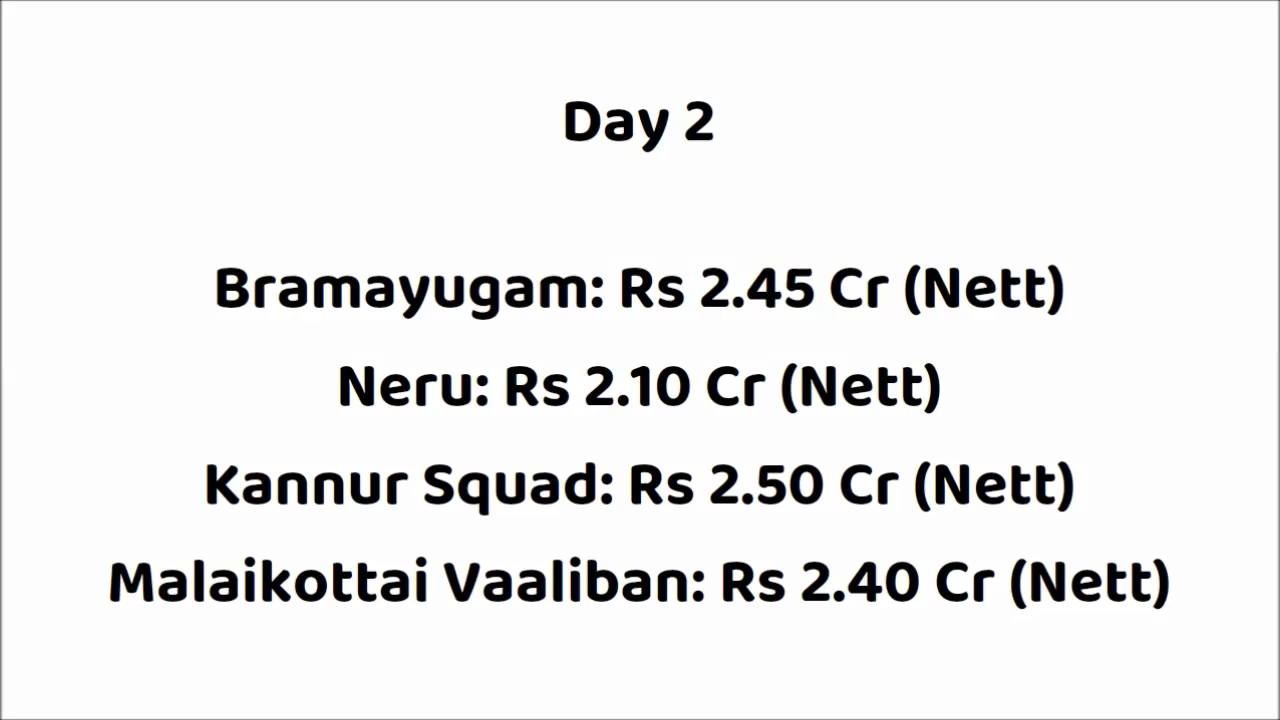 Day 2
Bramayugam: Rs 2.45 Cr (Nett)
Neru: Rs 2.10 Cr (Nett)
Kannur Squad: Rs 2.50 Cr (Nett)
Malaikottai Vaaliban: Rs 2.40 Cr (Nett)